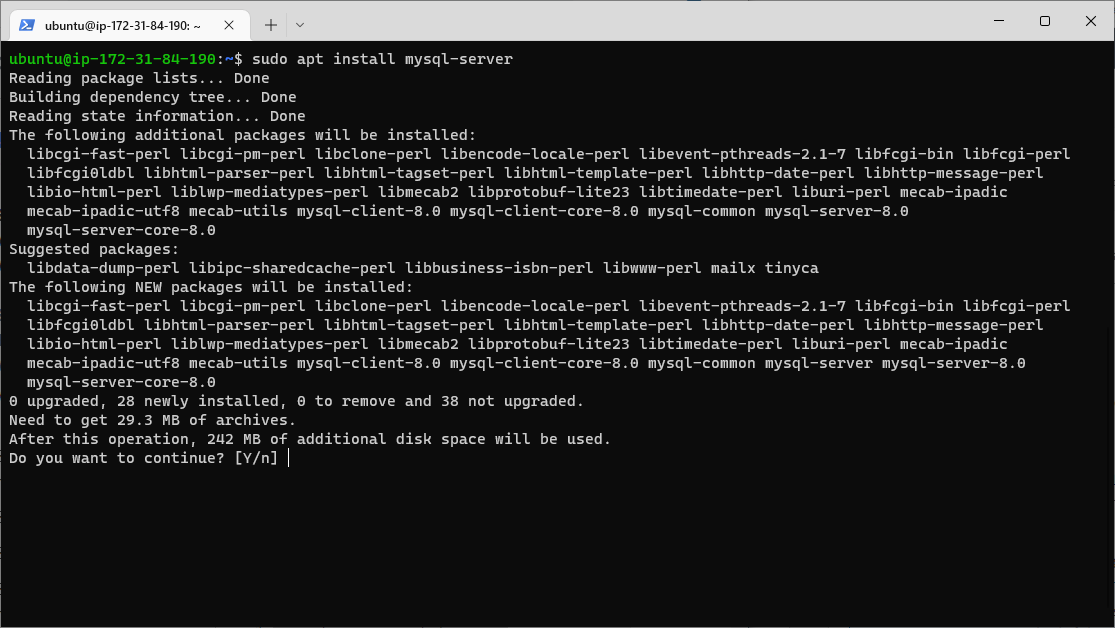 ubuntu@ip-172-31-84-190: ~
ubuntu@ip-172-31-84-190:~$ sudo apt install mysql-server
Reading package lists... Done
Building dependency tree... Done
Reading state information... Done
The following additional packages will be installed:
  libcgi-fast-perl libcgi-pm-perl libclone-perl libencode-locale-perl libevent-pthreads-2.1-7 libfcgi-bin libfcgi-perl
  libfcgi0ldbl libhtml-parser-perl libhtml-tagset-perl libhtml-template-perl libhttp-date-perl libhttp-message-perl
  libio-html-perl liblwp-mediatypes-perl libmecab2 libprotobuf-lite23 libtimedate-perl liburi-perl mecab-ipadic
  mecab-ipadic-utf8 mecab-utils mysql-client-8.0 mysql-client-core-8.0 mysql-common mysql-server-8.0
  mysql-server-core-8.0
Suggested packages:
  libdata-dump-perl libipc-sharedcache-perl libbusiness-isbn-perl libwww-perl mailx tinyca
The following NEW packages will be installed:
  libcgi-fast-perl libcgi-pm-perl libclone-perl libencode-locale-perl libevent-pthreads-2.1-7 libfcgi-bin libfcgi-perl
  libfcgi0ldbl libhtml-parser-perl libhtml-tagset-perl libhtml-template-perl libhttp-date-perl libhttp-message-perl
  libio-html-perl liblwp-mediatypes-perl libmecab2 libprotobuf-lite23 libtimedate-perl liburi-perl mecab-ipadic
  mecab-ipadic-utf8 mecab-utils mysql-client-8.0 mysql-client-core-8.0 mysql-common mysql-server mysql-server-8.0
  mysql-server-core-8.0
0 upgraded, 28 newly installed, 0 to remove and 38 not upgraded.
Need to get 29.3 MB of archives.
After this operation, 242 MB of additional disk space will be used.
Do you want to continue? [Y/n]